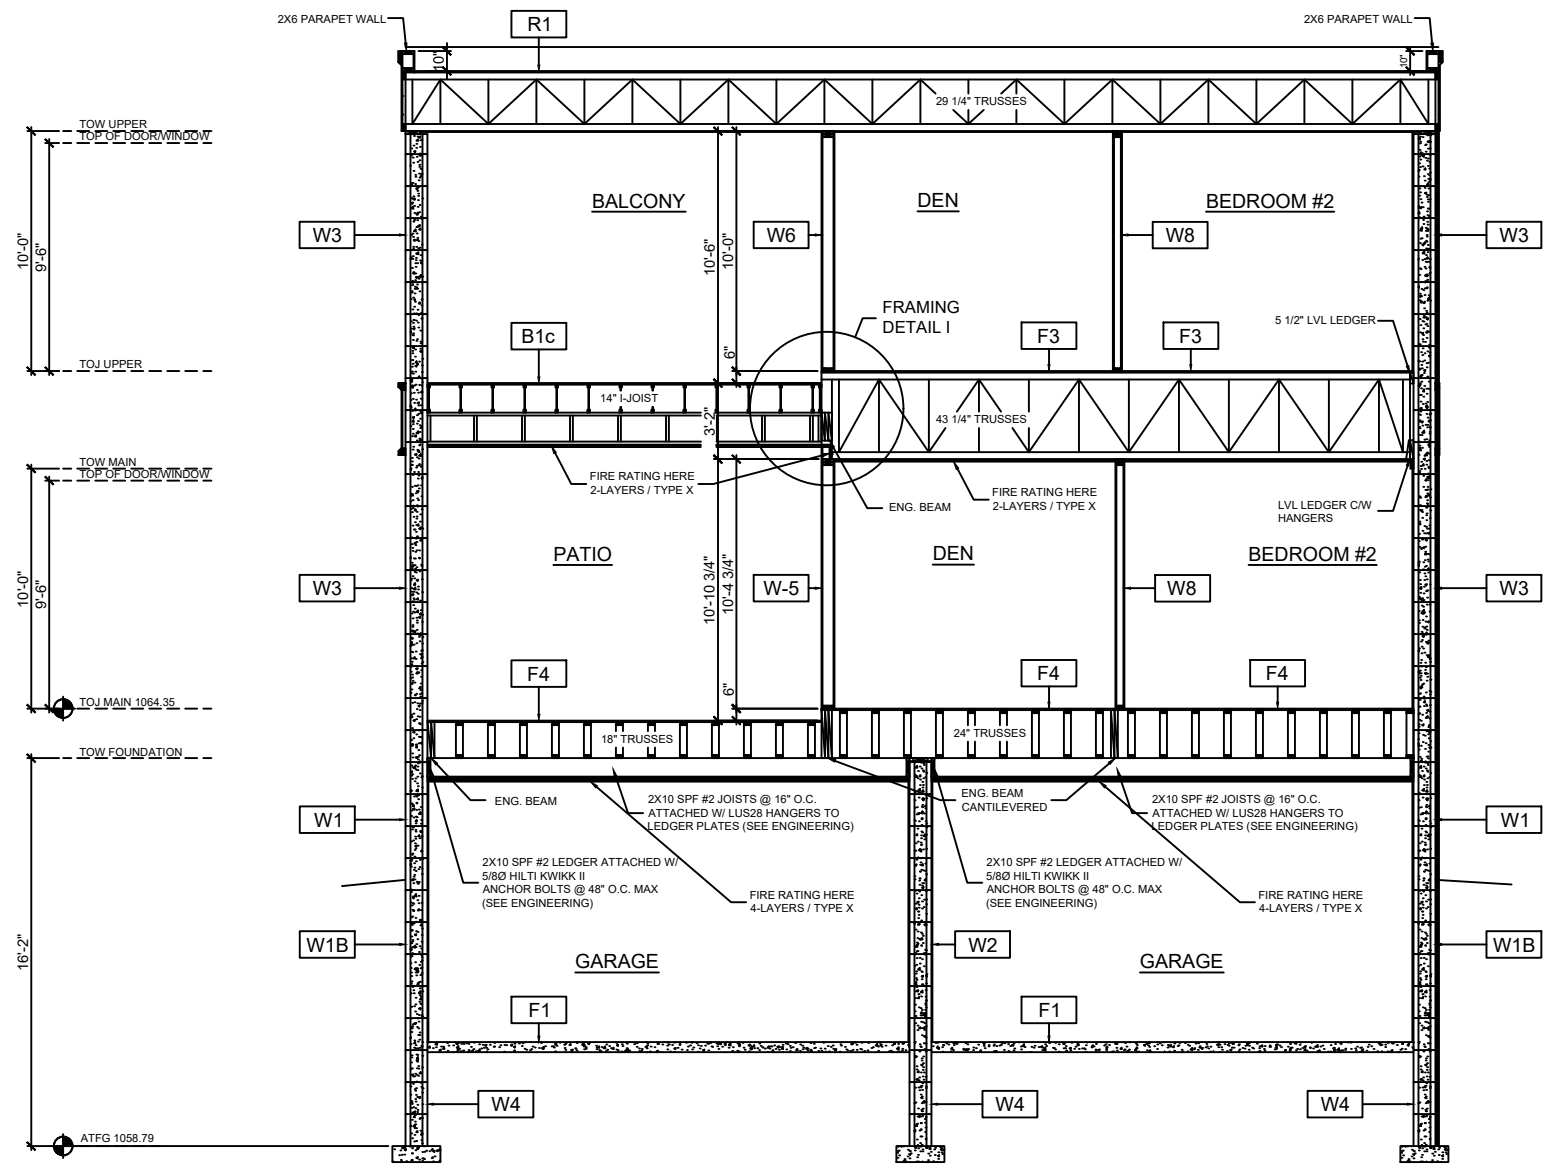 2X6 PARAPET WALL
R1
2X6 PARAPET WALL
10"
10"
29 1/4" TRUSSES
TOW UPPER
TOP OF DOOR/WINDOW
BALCONY
DEN
BEDROOM #2
W3
W6
W8
W3
10'-0"
9'-6"
10'-6"
10'-0"
FRAMING
DETAIL I
5 1/2" LVL LEDGER
B1c
F3
F3
6"
TOJ UPPER
14" I-JOIST
43 1/4" TRUSSES
3'-2"
TOW MAIN
TOP OF DOOR/WINDOW
FIRE RATING HERE
2-LAYERS / TYPE X
ENG. BEAM
FIRE RATING HERE
2-LAYERS / TYPE X
LVL LEDGER C/W
HANGERS
PATIO
DEN
BEDROOM #2
10'-0"
9'-6"
W3
10'-10 3/4"
10'-4 3/4"
W-5
W8
W3
F4
F4
F4
6"
TOJ MAIN 1064.35
18" TRUSSES
24" TRUSSES
TOW FOUNDATION
ENG. BEAM
2X10 SPF #2 JOISTS @ 16" O.C.
ATTACHED W/ LUS28 HANGERS TO
LEDGER PLATES (SEE ENGINEERING)
ENG. BEAM
CANTILEVERED
2X10 SPF #2 JOISTS @ 16" O.C.
ATTACHED W/ LUS28 HANGERS TO
LEDGER PLATES (SEE ENGINEERING)
W1
W1
2X10 SPF #2 LEDGER ATTACHED W/
5/8Ø HILTI KWIKK II
ANCHOR BOLTS @ 48" O.C. MAX
(SEE ENGINEERING)
FIRE RATING HERE
4-LAYERS / TYPE X
2X10 SPF #2 LEDGER ATTACHED W/
5/8Ø HILTI KWIKK II
ANCHOR BOLTS @ 48" O.C. MAX
(SEE ENGINEERING)
FIRE RATING HERE
4-LAYERS / TYPE X
16'-2"
W1B
W2
W1B
GARAGE
GARAGE
F1
F1
W4
W4
W4
ATFG 1058.79